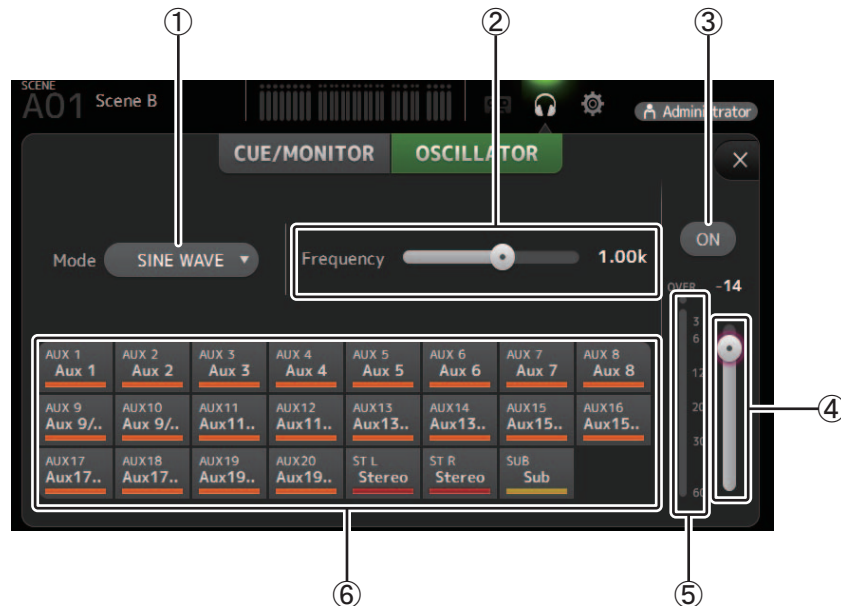 ① ② ③
SCENE
A01 Scene B
Administrator
CUE/MONITOR OSCILLATOR
Mode SINE WAVE Frequency 1.00k ON
OVER -14
3
6
12
20
30
60
AUX 1 AUX 2 AUX 3 AUX 4 AUX 5 AUX 6 AUX 7 AUX 8
Aux 1 Aux 2 Aux 3 Aux 4 Aux 5 Aux 6 Aux 7 Aux 8
④
AUX 9 AUX10 AUX11 AUX12 AUX13 AUX14 AUX15 AUX16
Aux 9/.. Aux 9/.. Aux11.. Aux11.. Aux13.. Aux13.. Aux15.. Aux15..
AUX17 AUX18 AUX19 AUX20 ST L ST R SUB
Aux17.. Aux17.. Aux19.. Aux19.. Stereo Stereo Sub
⑥ ⑤